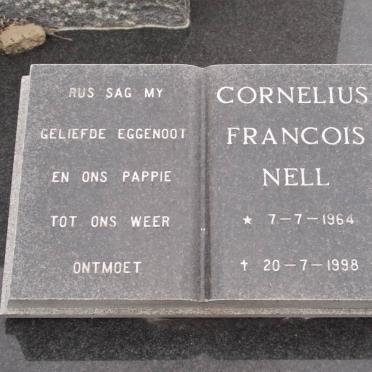 RUS SAG MY
GELIEFDE EGGENOOT
EN ONS PAPPIE
TOT ONS WEER
ONTMOET
CORNELIUS
FRANCOIS
NELL
★ 7-7-1964
✝ 20-7-1998